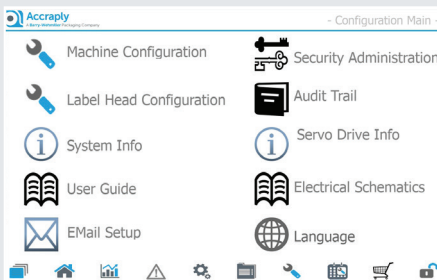 Accraply
A Barry-Wehmiller Packaging Company
- Configuration Main -
Machine Configuration
Security Administration
Label Head Configuration
Audit Trail
System Info
Servo Drive Info
User Guide
Electrical Schematics
EMail Setup
Language